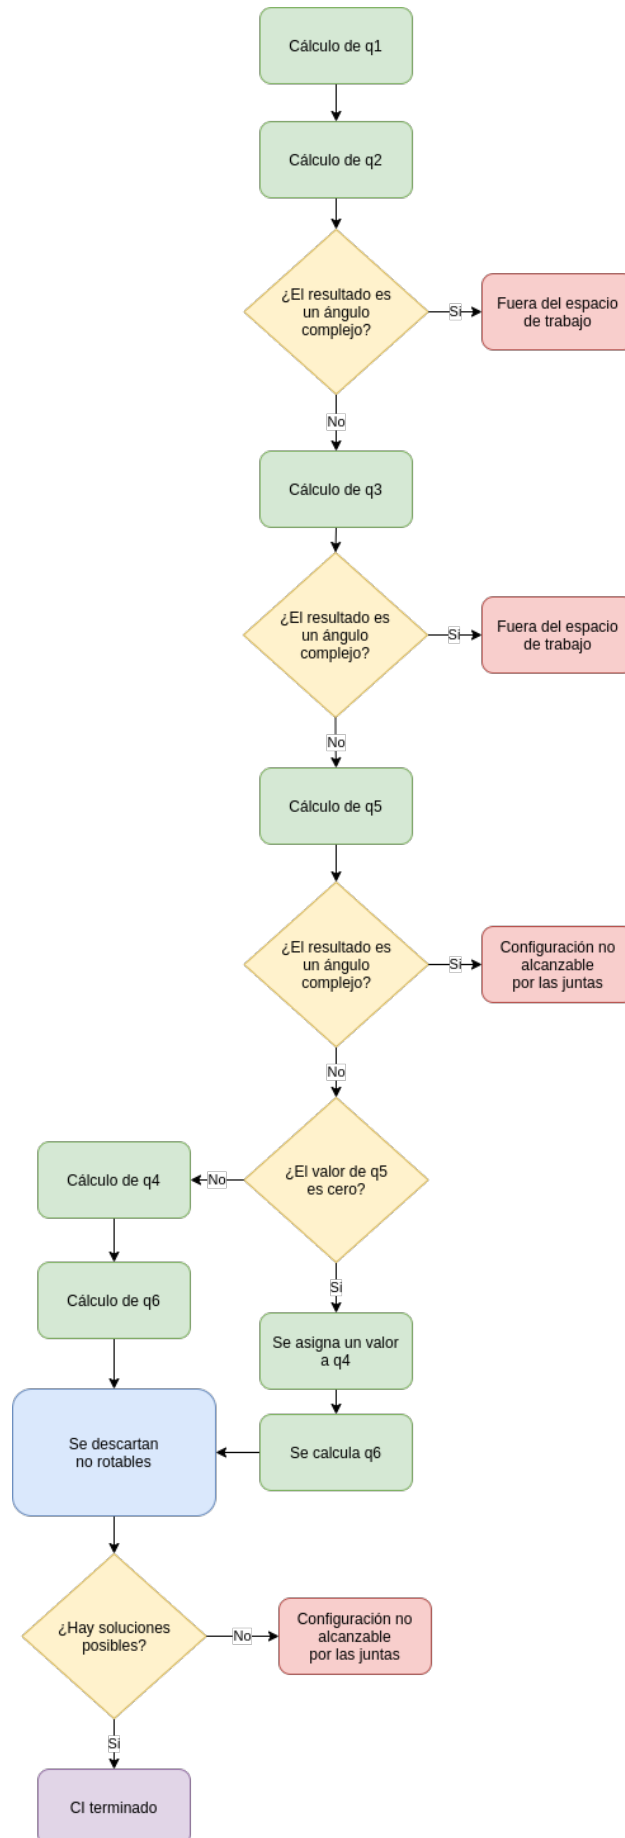 Cálculo de q1
Cálculo de q2
¿El resultado es
un ángulo
complejo?
Si
Fuera del espacio
de trabajo
No
Cálculo de q3
¿El resultado es
un ángulo
complejo?
Si
Fuera del espacio
de trabajo
No
Cálculo de q5
¿El resultado es
un ángulo
complejo?
Si
Configuración no
alcanzable
por las juntas
No
¿El valor de q5
es cero?
No
Cálculo de q4
Cálculo de q6
Si
Se asigna un valor
a q4
Se calcula q6
Se descartan
no rotables
¿Hay soluciones
posibles?
No
Configuración no
alcanzable
por las juntas
Si
CI terminado